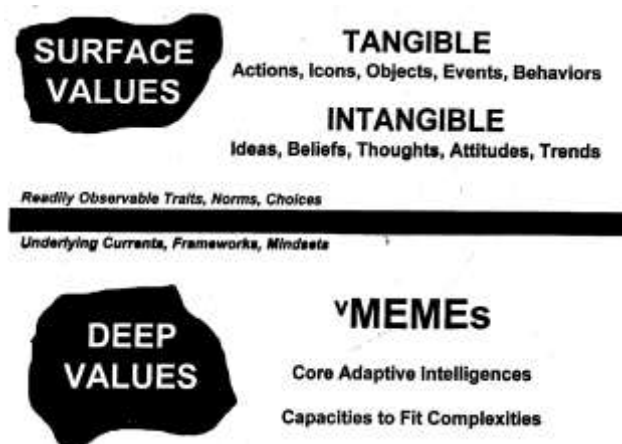 SURFACE
VALUES
TANGIBLE
Actions, Icons, Objects, Events, Behaviors
INTANGIBLE
Ideas, Beliefs, Thoughts, Attitudes, Trends
Readily Observable Traits, Norms, Choices
Underlying Currents, Frameworks, Mindsets
DEEP
VALUES
vMEMEs
Core Adaptive Intelligences
Capacities to Fit Complexities